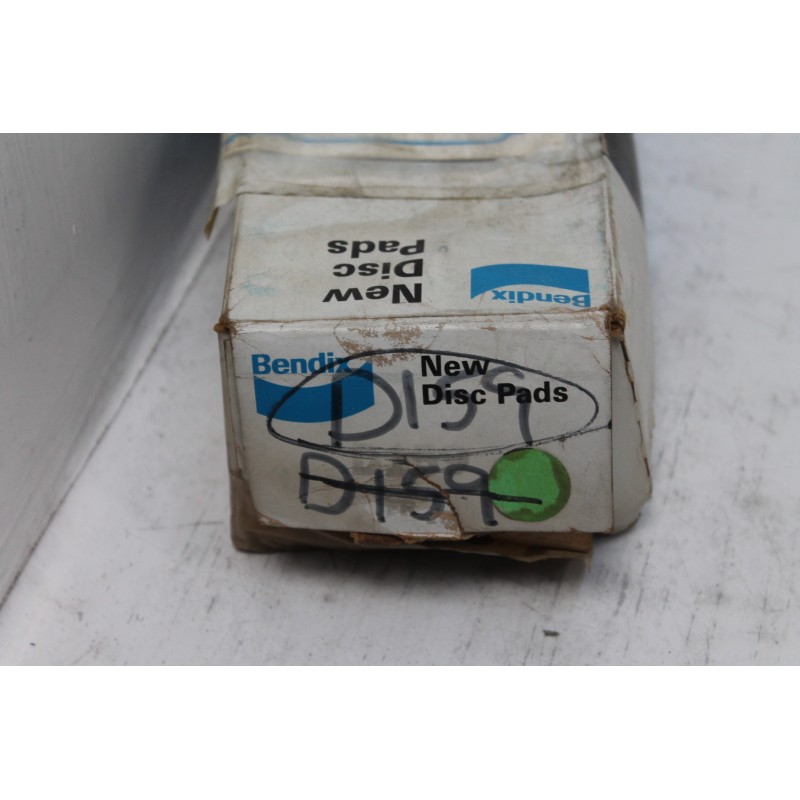 New
Disc
Pads
Bendix
Bendix
New
Disc Pads
D159
D159